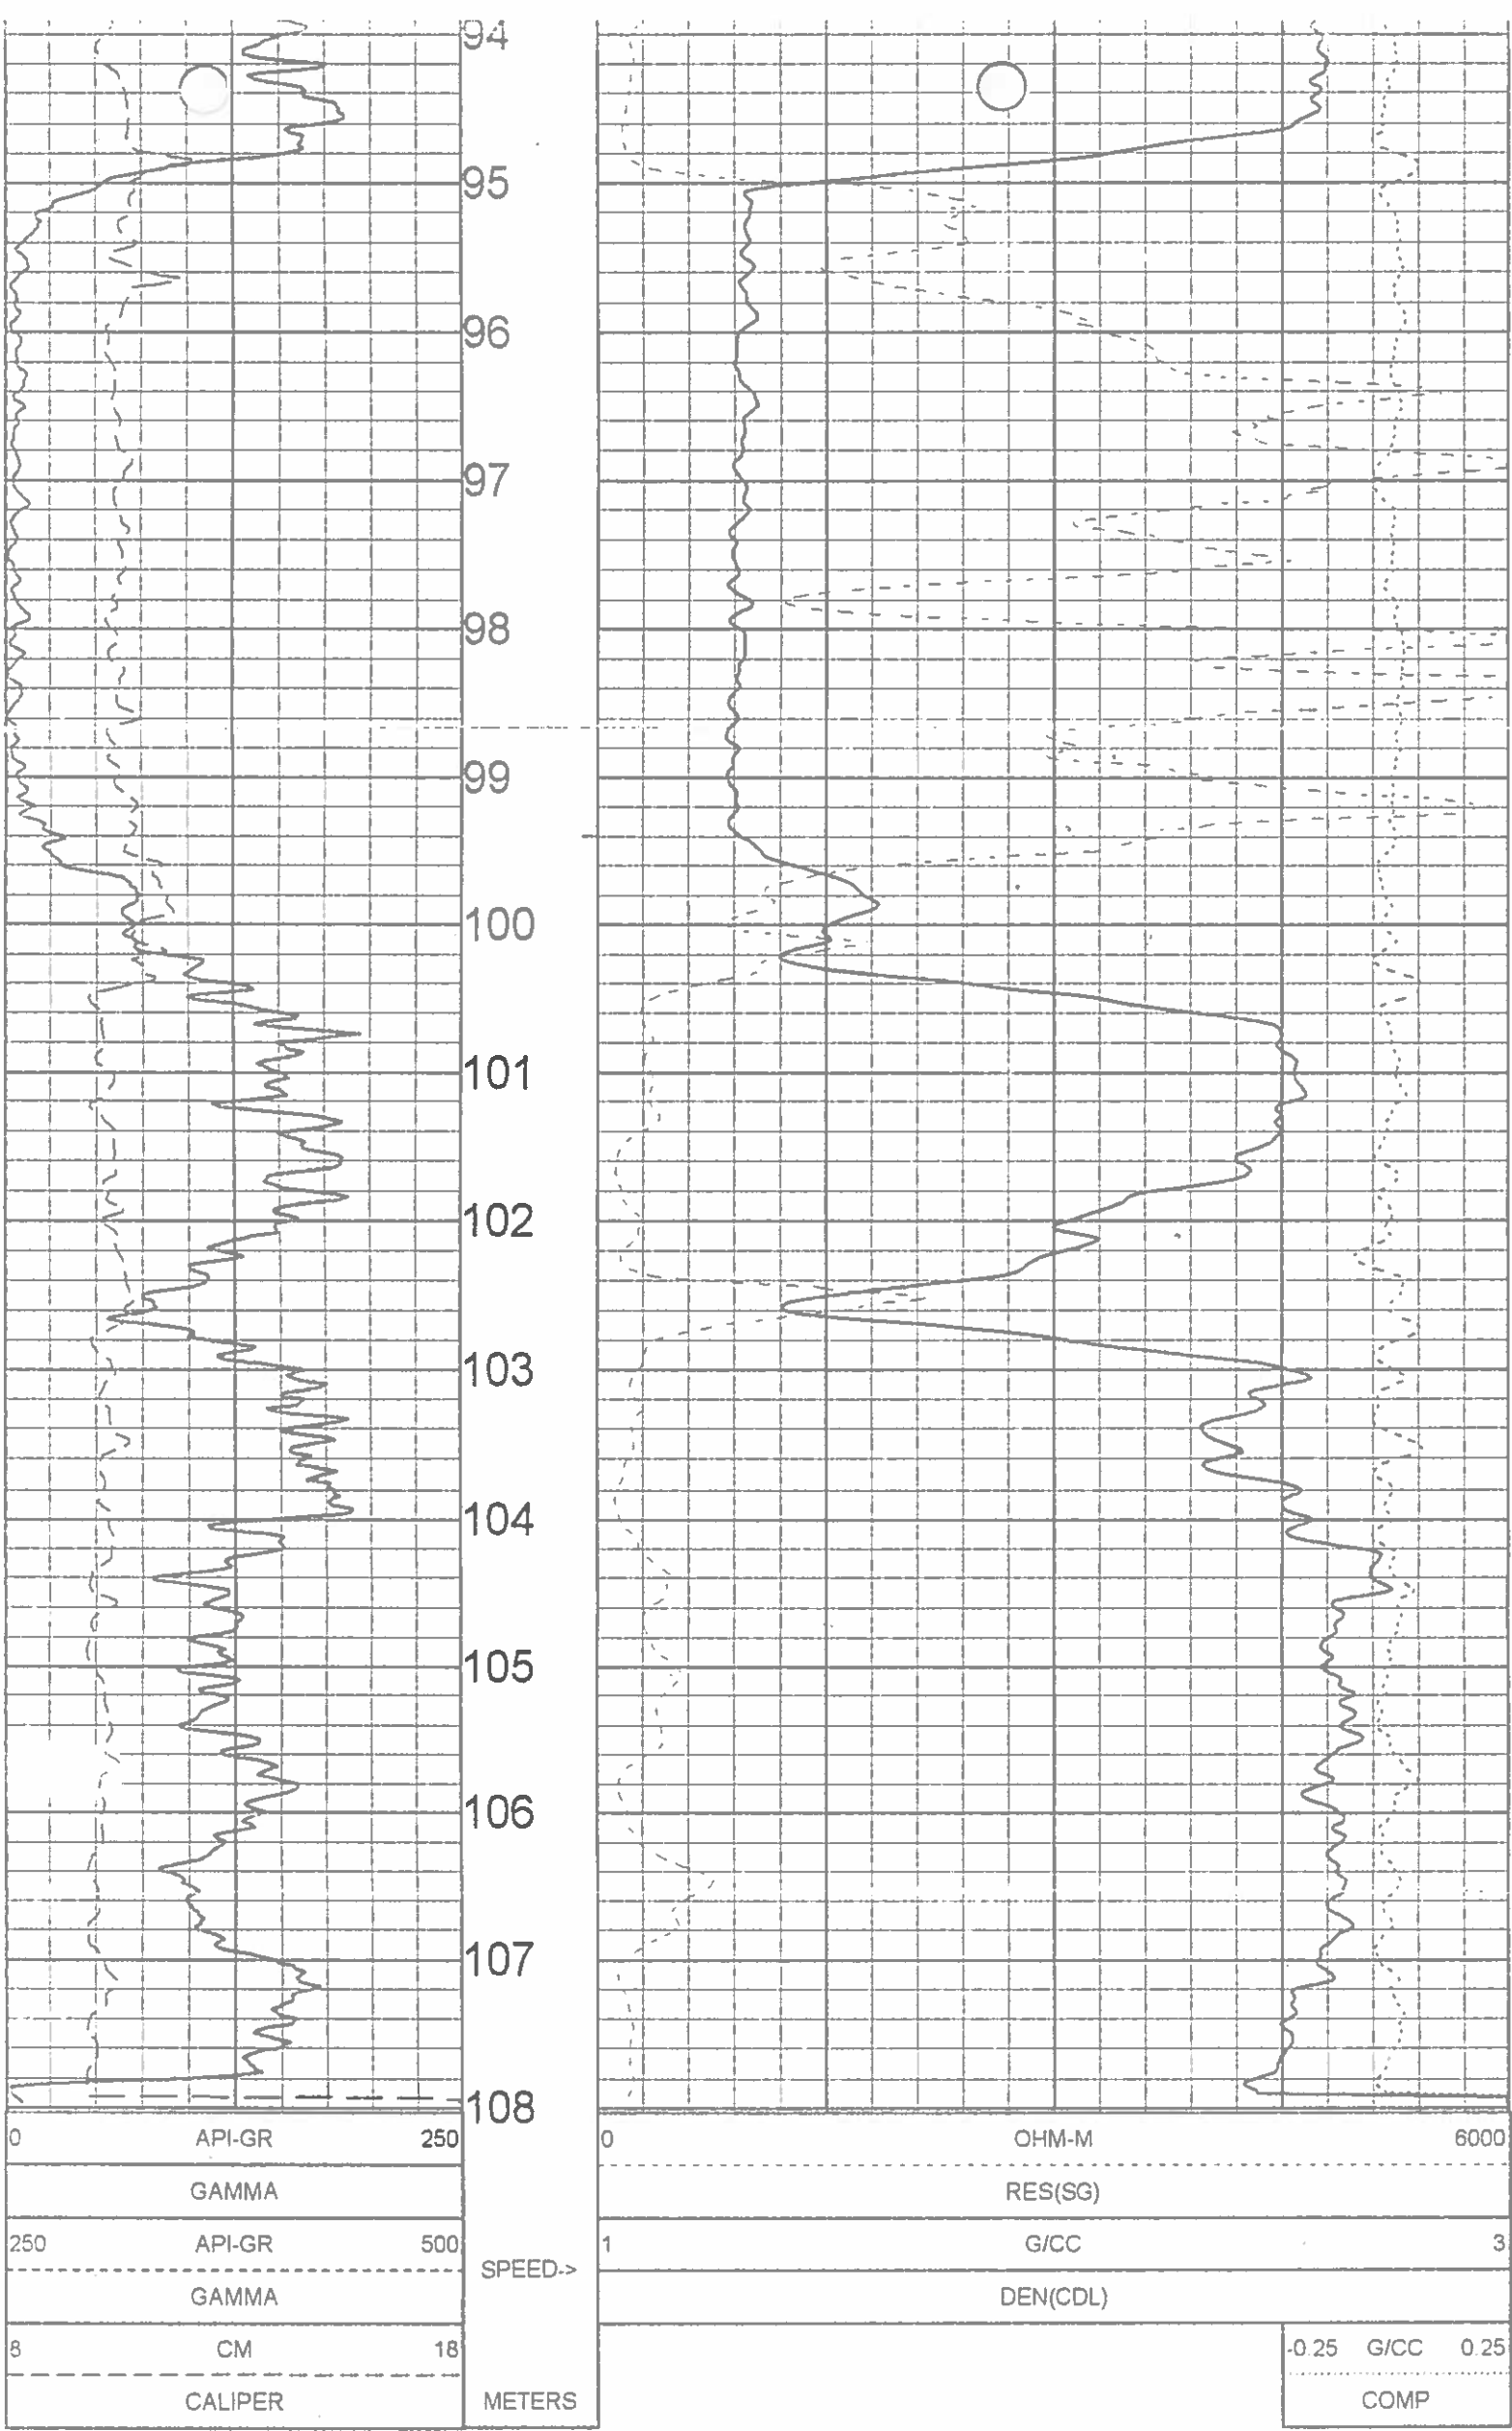 94
95
96
97
98
99
100
101
102
103
104
105
106
107
108
0 API-GR 250
GAMMA
250 API-GR 500
GAMMA
8 CM 18
CALIPER
SPEED->
METERS
0 OHM-M 6000
RES(SG)
1 G/CC 3
DEN(CDL)
-0.25 G/CC 0.25
COMP